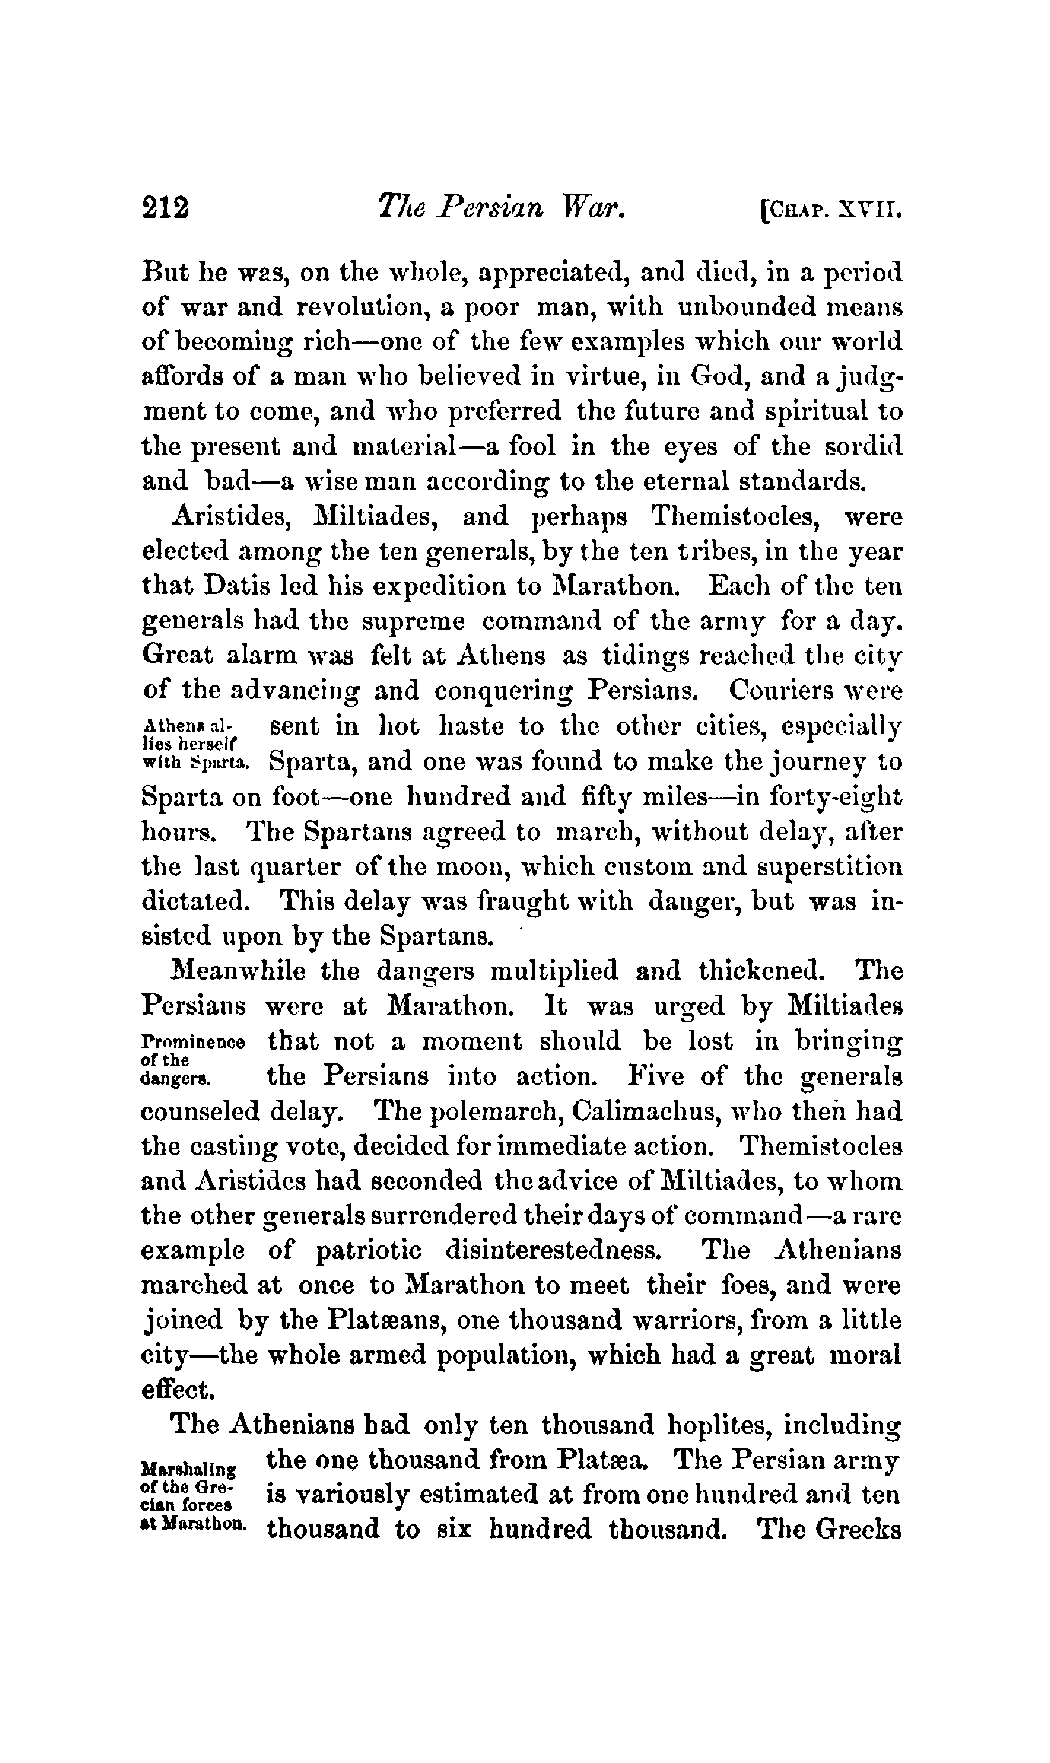 212 The Persian War. [CHAP. XVII.
But he was, on the whole, appreciated, and died, in a period
of war and revolution, a poor man, with unbounded means
of becoming rich—one of the few examples which our world
affords of a man who believed in virtue, in God, and a judg-
ment to come, and who preferred the future and spiritual to
the present and material—a fool in the eyes of the sordid
and bad—a wise man according to the eternal standards.
Aristides, Miltiades, and perhaps Themistocles, were
elected among the ten generals, by the ten tribes, in the year
that Datis led his expedition to Marathon. Each of the ten
generals had the supreme command of the army for a day.
Great alarm was felt at Athens as tidings reached the city
of the advancing and conquering Persians. Couriers were
Athens al-
lies herself
with Sparta.
sent in hot haste to the other cities, especially
Sparta, and one was found to make the journey to
Sparta on foot—one hundred and fifty miles—in forty-eight
hours. The Spartans agreed to march, without delay, after
the last quarter of the moon, which custom and superstition
dictated. This delay was fraught with danger, but was in-
sisted upon by the Spartans.
Meanwhile the dangers multiplied and thickened. The
Persians were at Marathon. It was urged by Miltiades
Prominence
of the
dangers.
that not a moment should be lost in bringing
the Persians into action. Five of the generals
counseled delay. The polemarch, Calimachus, who then had
the casting vote, decided for immediate action. Themistocles
and Aristides had seconded the advice of Miltiades, to whom
the other generals surrendered their days of command—a rare
example of patriotic disinterestedness. The Athenians
marched at once to Marathon to meet their foes, and were
joined by the Platæans, one thousand warriors, from a little
city—the whole armed population, which had a great moral
effect.
The Athenians had only ten thousand hoplites, including
Marshaling
of the Gre-
cian forces
at Marathon.
the one thousand from Platæa. The Persian army
is variously estimated at from one hundred and ten
thousand to six hundred thousand. The Greeks